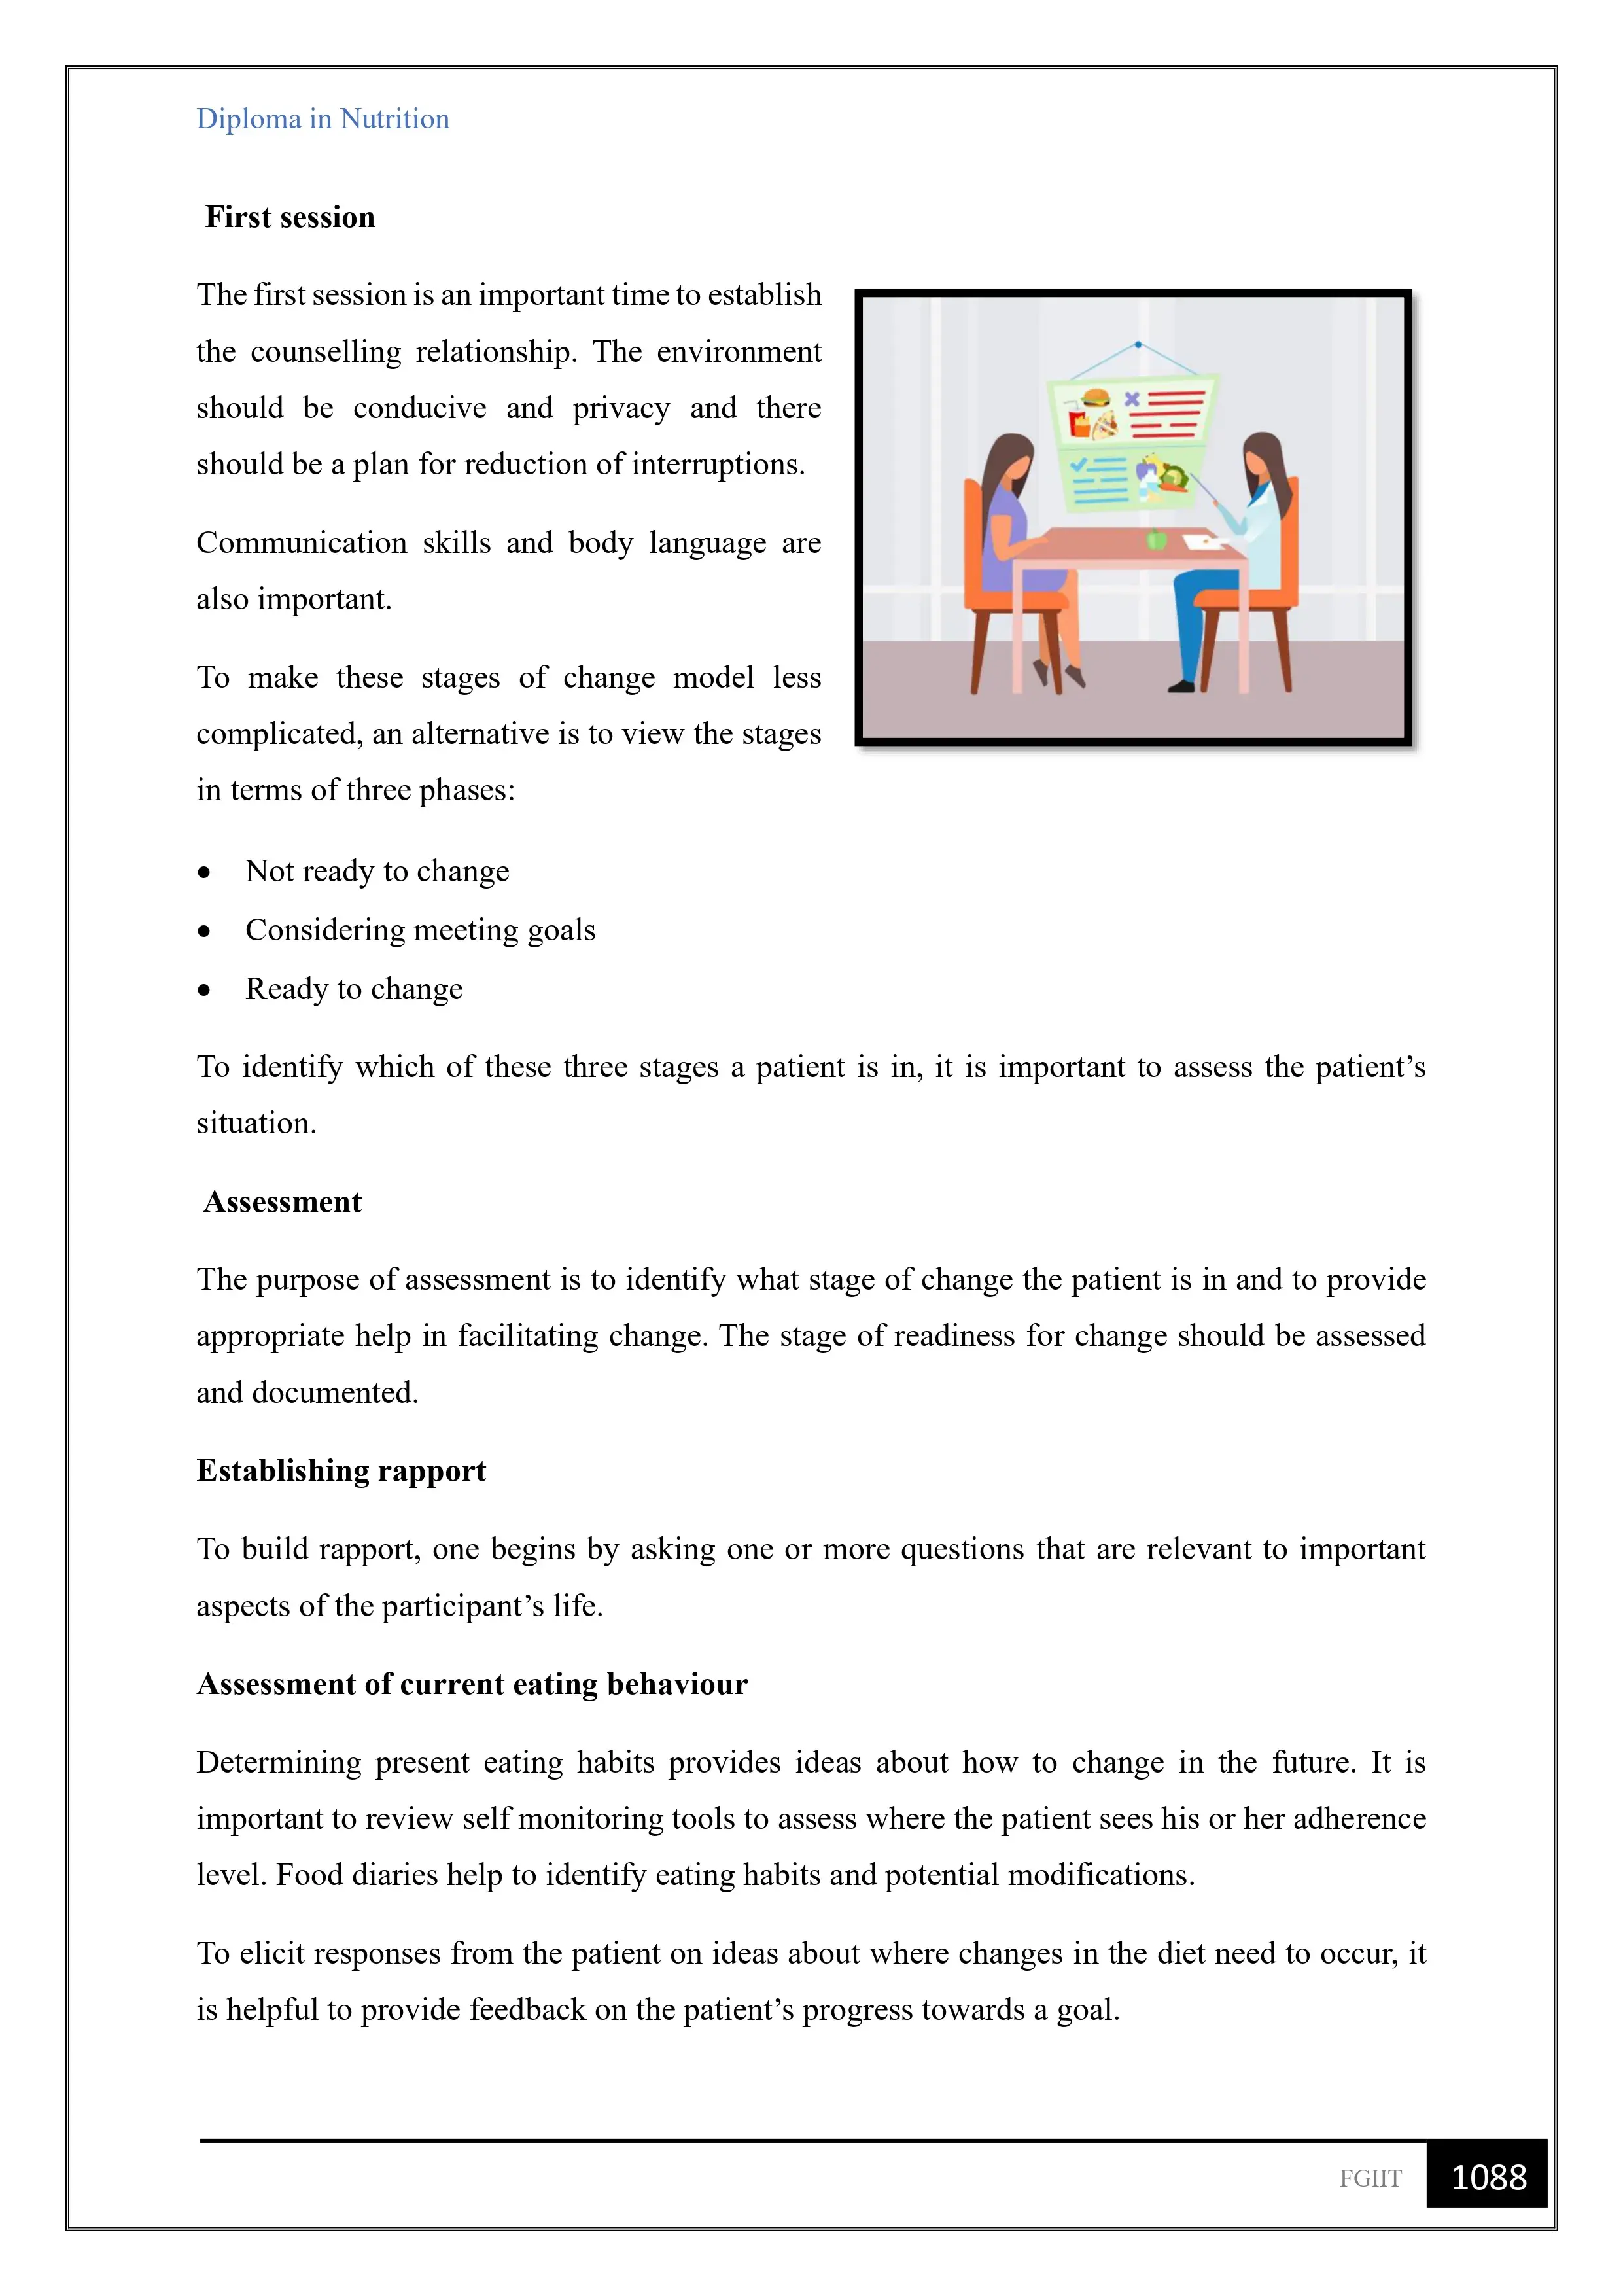 Diploma in Nutrition
First session
The first session is an important time to establish
the counselling relationship. The environment
should be conducive and privacy and there
should be a plan for reduction of interruptions.
Communication skills and body language are
also important.
To make these stages of change model less
complicated, an alternative is to view the stages
in terms of three phases:
• Not ready to change
• Considering meeting goals
• Ready to change
To identify which of these three stages a patient is in, it is important to assess the patient’s
situation.
Assessment
The purpose of assessment is to identify what stage of change the patient is in and to provide
appropriate help in facilitating change. The stage of readiness for change should be assessed
and documented.
Establishing rapport
To build rapport, one begins by asking one or more questions that are relevant to important
aspects of the participant’s life.
Assessment of current eating behaviour
Determining present eating habits provides ideas about how to change in the future. It is
important to review self monitoring tools to assess where the patient sees his or her adherence
level. Food diaries help to identify eating habits and potential modifications.
To elicit responses from the patient on ideas about where changes in the diet need to occur, it
is helpful to provide feedback on the patient’s progress towards a goal.
FGIIT 1088